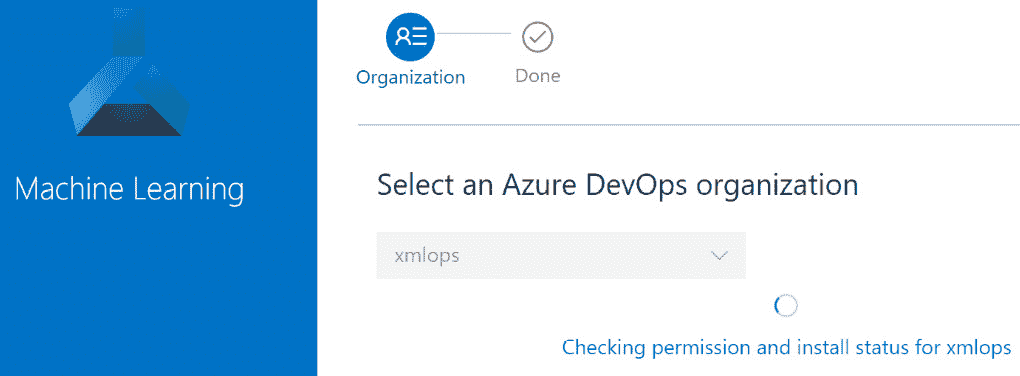 Organization
Done
Machine Learning
Select an Azure DevOps organization
xmlops
Checking permission and install status for xmlops